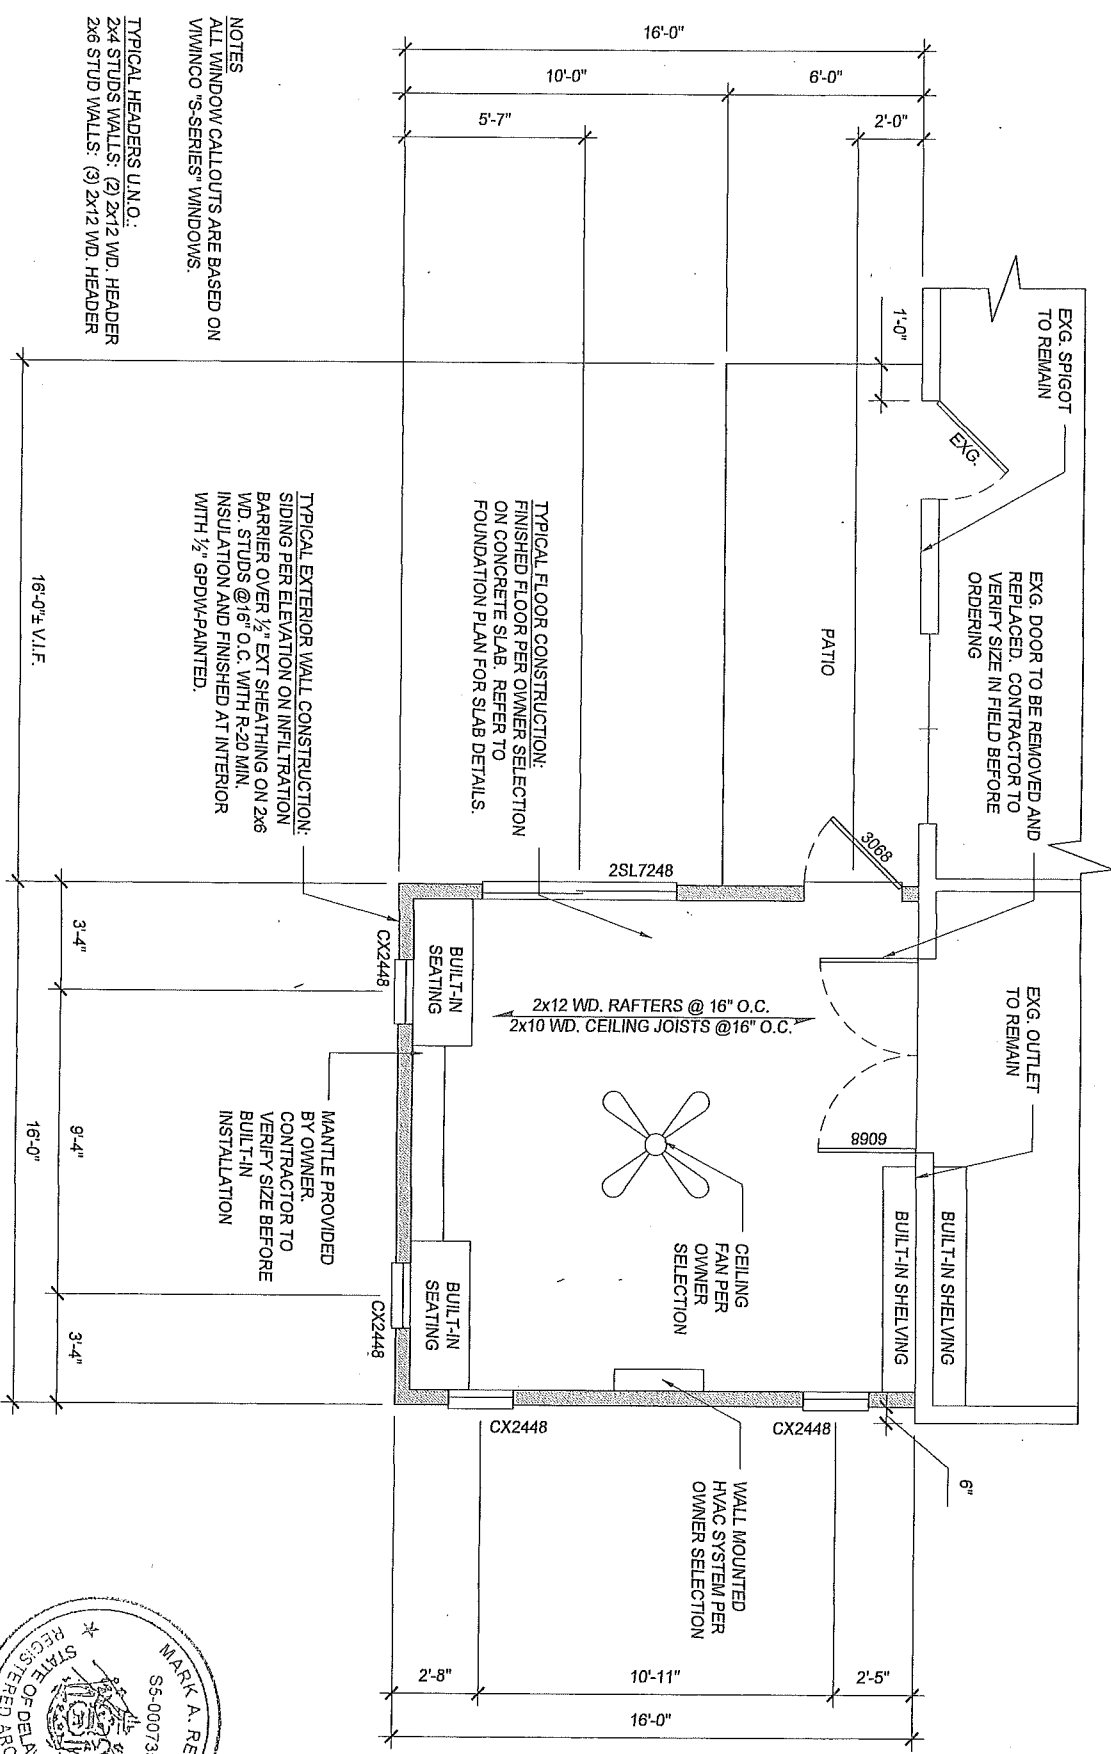 16'-0"
10'-0"
6'-0"
5'-7"
2'-0"
NOTES
ALL WINDOW CALLOUTS ARE BASED ON
VIWINCO "S-SERIES" WINDOWS.
TYPICAL HEADERS U.N.O.:
2x4 STUDS WALLS: (2) 2x12 WD. HEADER
2x6 STUD WALLS: (3) 2x12 WD. HEADER
EXG. SPIGOT
TO REMAIN
1'-0"
EXG.
EXG. DOOR TO BE REMOVED AND
REPLACED. CONTRACTOR TO
VERIFY SIZE IN FIELD BEFORE
ORDERING
PATIO
TYPICAL FLOOR CONSTRUCTION:
FINISHED FLOOR PER OWNER SELECTION
ON CONCRETE SLAB. REFER TO
FOUNDATION PLAN FOR SLAB DETAILS.
TYPICAL EXTERIOR WALL CONSTRUCTION:
SIDING PER ELEVATION ON INFILTRATION
BARRIER OVER ½" EXT SHEATHING ON 2x6
WD. STUDS @16" O.C. WITH R-20 MIN.
INSULATION AND FINISHED AT INTERIOR
WITH ½" GPDW-PAINTED.
16'-0"± V.I.F.
3068
2SL7248
EXG. OUTLET
TO REMAIN
2x12 WD. RAFTERS @ 16" O.C.
2x10 WD. CEILING JOISTS @16" O.C.
BUILT-IN
SEATING
CX2448
3'-4"
6068
BUILT-IN SHELVING
BUILT-IN SHELVING
CEILING
FAN PER
OWNER
SELECTION
MANTLE PROVIDED
BY OWNER.
CONTRACTOR TO
VERIFY SIZE BEFORE
BUILT-IN
INSTALLATION
9'-4"
16'-0"
BUILT-IN
SEATING
CX2448
3'-4"
CX2448
CX2448
6"
WALL MOUNTED
HVAC SYSTEM PER
OWNER SELECTION
2'-8"
10'-11"
2'-5"
16'-0"
MARK A. RE
S5-00073
STATE OF DELA
REGISTERED ARC